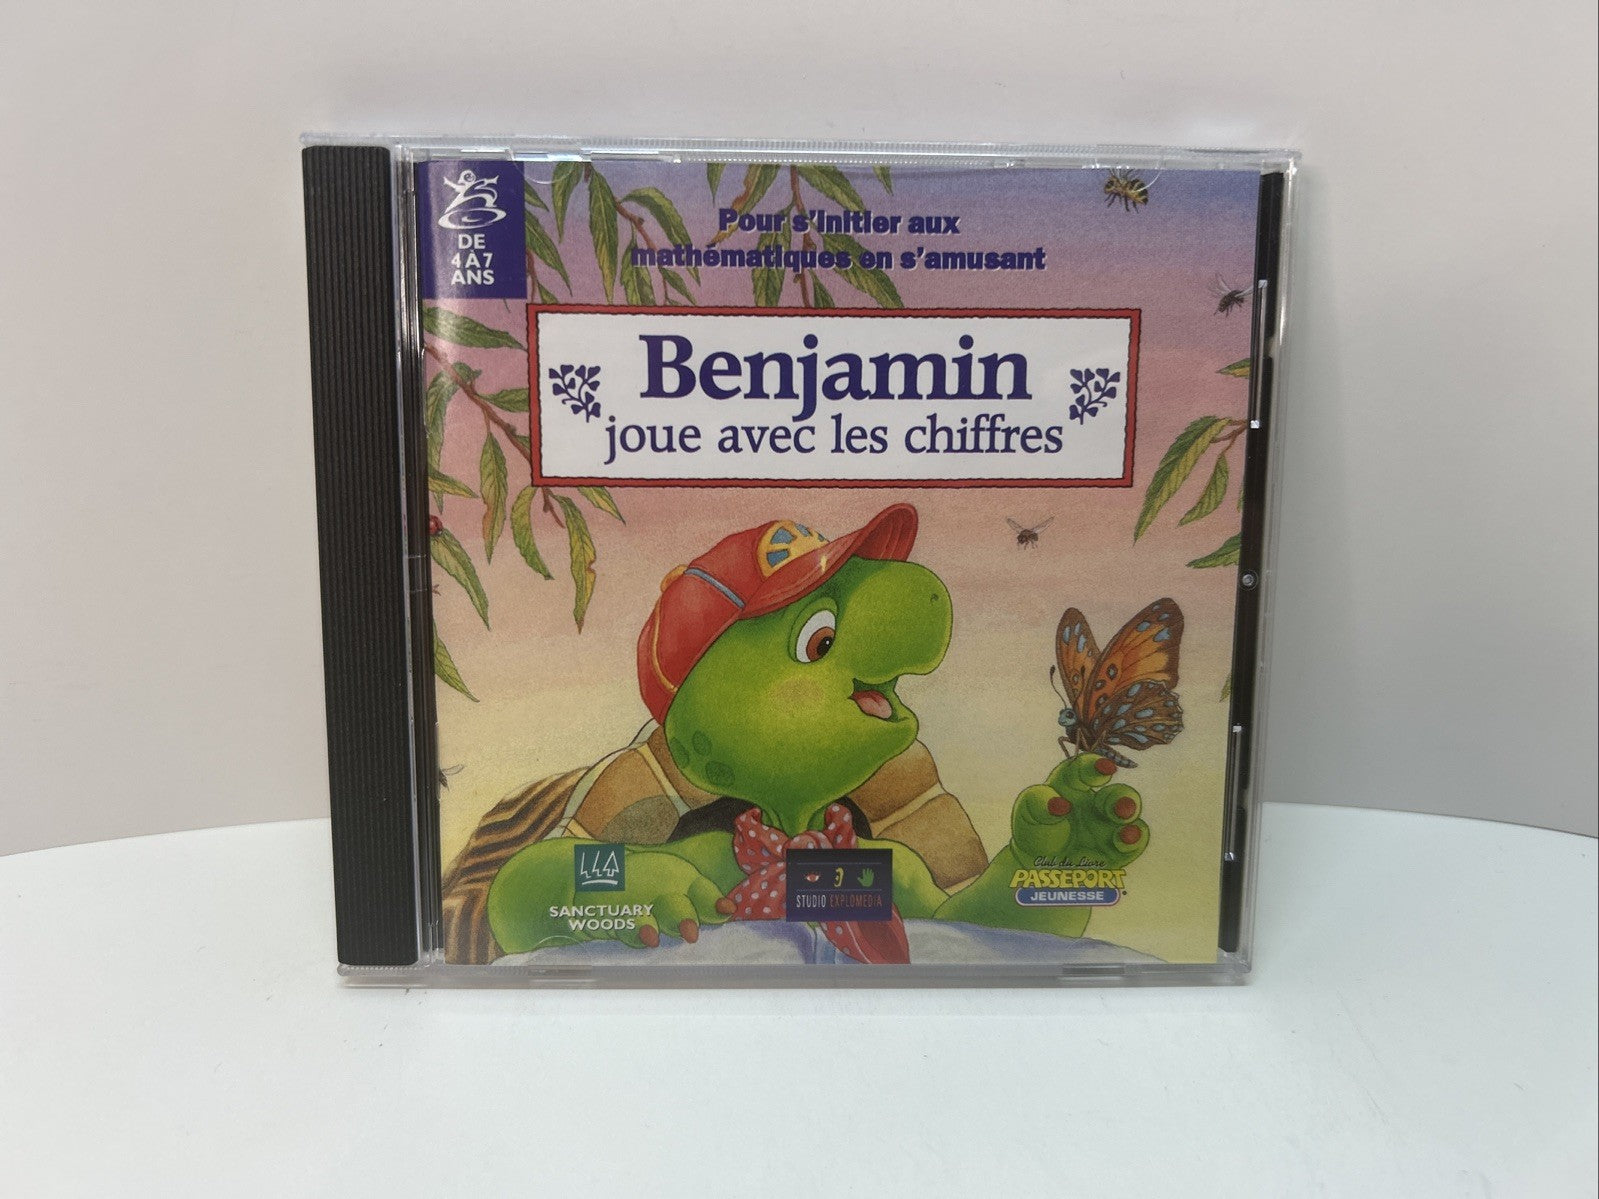 DE
4 À 7
ANS
Pour s'initier aux
mathématiques en s'amusant
Benjamin
joue avec les chiffres
SANCTUARY
WOODS
STUDIO EXPLOMEDIA
Club du Livre
PASSEPORT
JEUNESSE